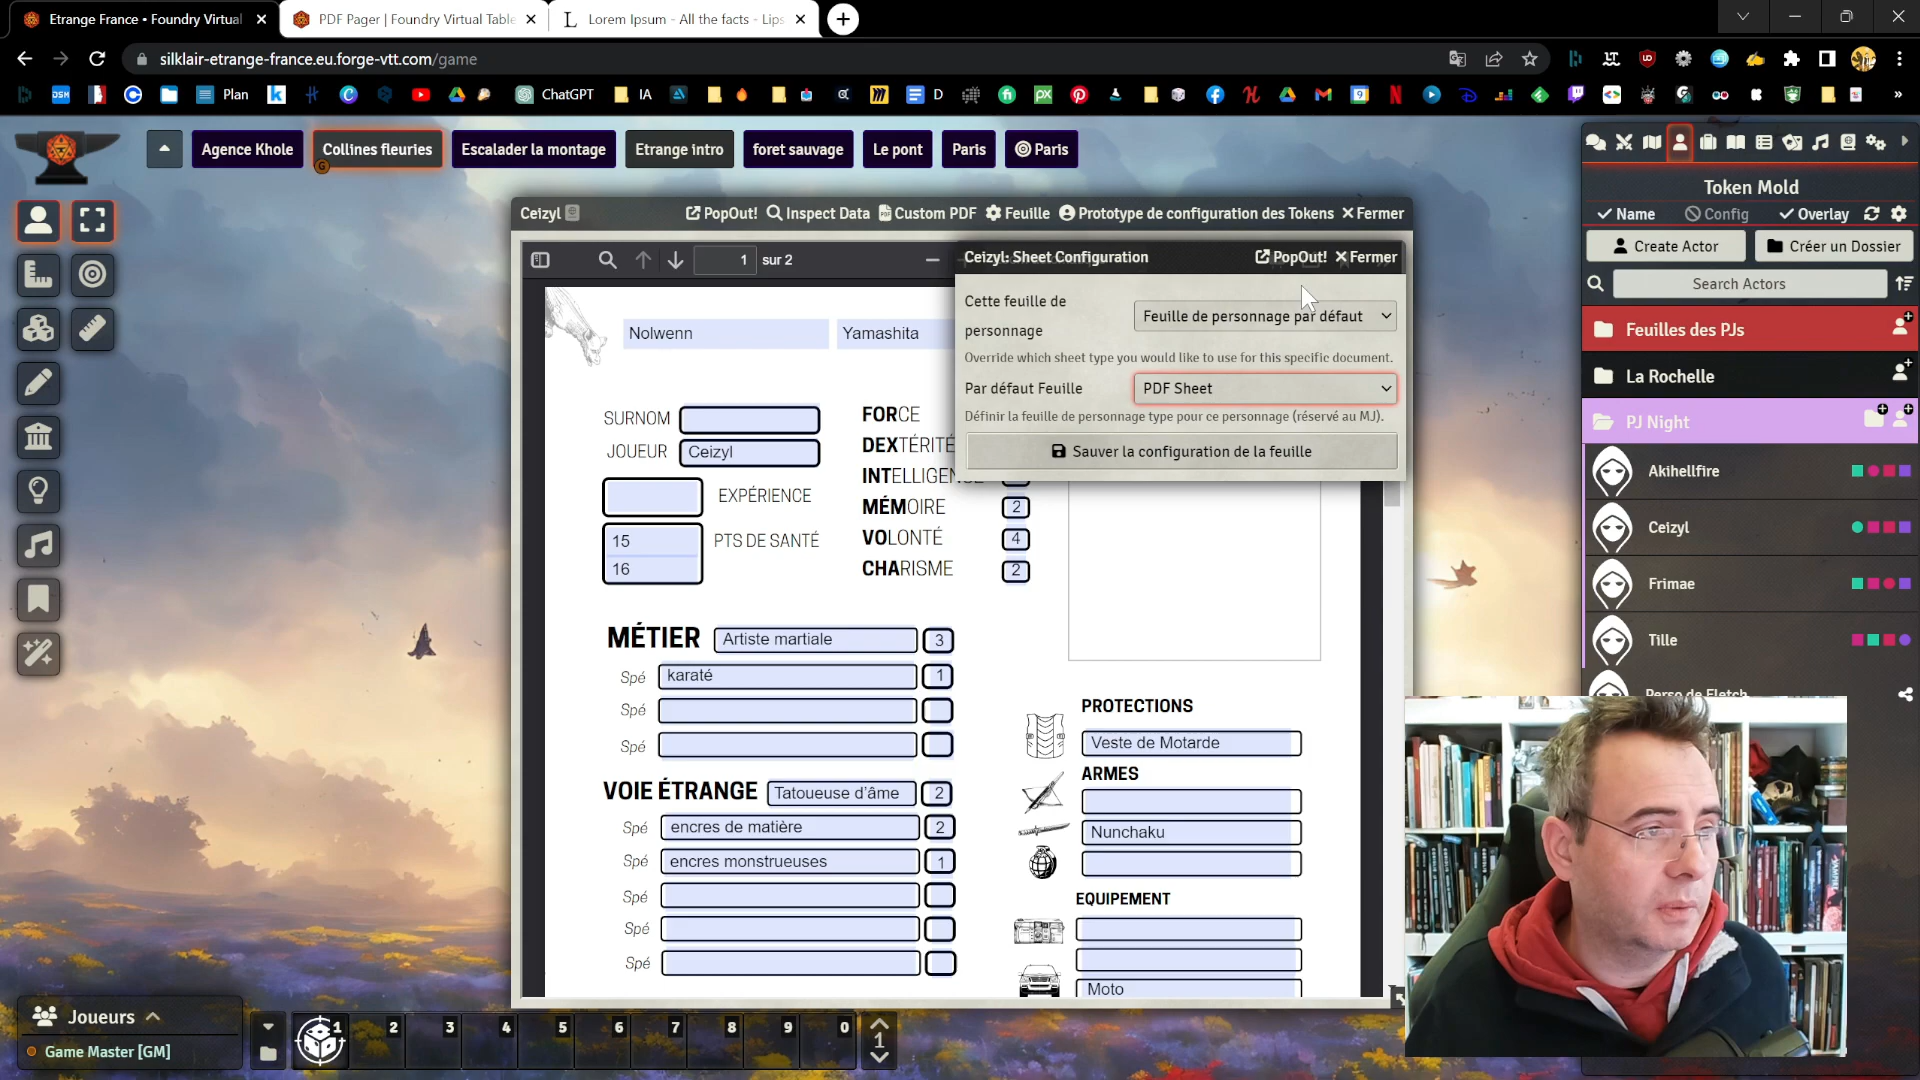 Etrange France • Foundry Virtual
PDF Pager | Foundry Virtual Table
Lorem Ipsum - All the facts - Lips
silklair-etrange-france.eu.forge-vtt.com/game
DSM
Plan
ChatGPT
IA
D
Agence Khole
Collines fleuries
G
Escalader la montage
Etrange intro
foret sauvage
Le pont
Paris
Paris
Token Mold
Name
Config
Overlay
Create Actor
Créer un Dossier
Search Actors
Feuilles des PJs
La Rochelle
PJ Night
Akihellfire
Ceizyl
Frimae
Tille
Perso de Fletch
Ceizyl
PopOut!
Inspect Data
Custom PDF
Feuille
Prototype de configuration des Tokens
Fermer
1
sur 2
Ceizyl: Sheet Configuration
PopOut!
Fermer
Cette feuille de
personnage
Feuille de personnage par défaut
Override which sheet type you would like to use for this specific document.
Par défaut Feuille
PDF Sheet
Définir la feuille de personnage type pour ce personnage (réservé au MJ).
Sauver la configuration de la feuille
Nolwenn
Yamashita
SURNOM
JOUEUR
Ceizyl
EXPÉRIENCE
15
16
PTS DE SANTÉ
FORCE
DEXTÉRITÉ
INTELLIGENCE
MÉMOIRE
2
VOLONTÉ
4
CHARISME
2
MÉTIER
Artiste martiale
3
Spé
karaté
1
Spé
Spé
VOIE ÉTRANGE
Tatoueuse d'âme
2
Spé
encres de matière
2
Spé
encres monstrueuses
1
Spé
Spé
Spé
PROTECTIONS
Veste de Motarde
ARMES
Nunchaku
EQUIPEMENT
Moto
Joueurs
Game Master [GM]
1
2
3
4
5
6
7
8
9
0
1